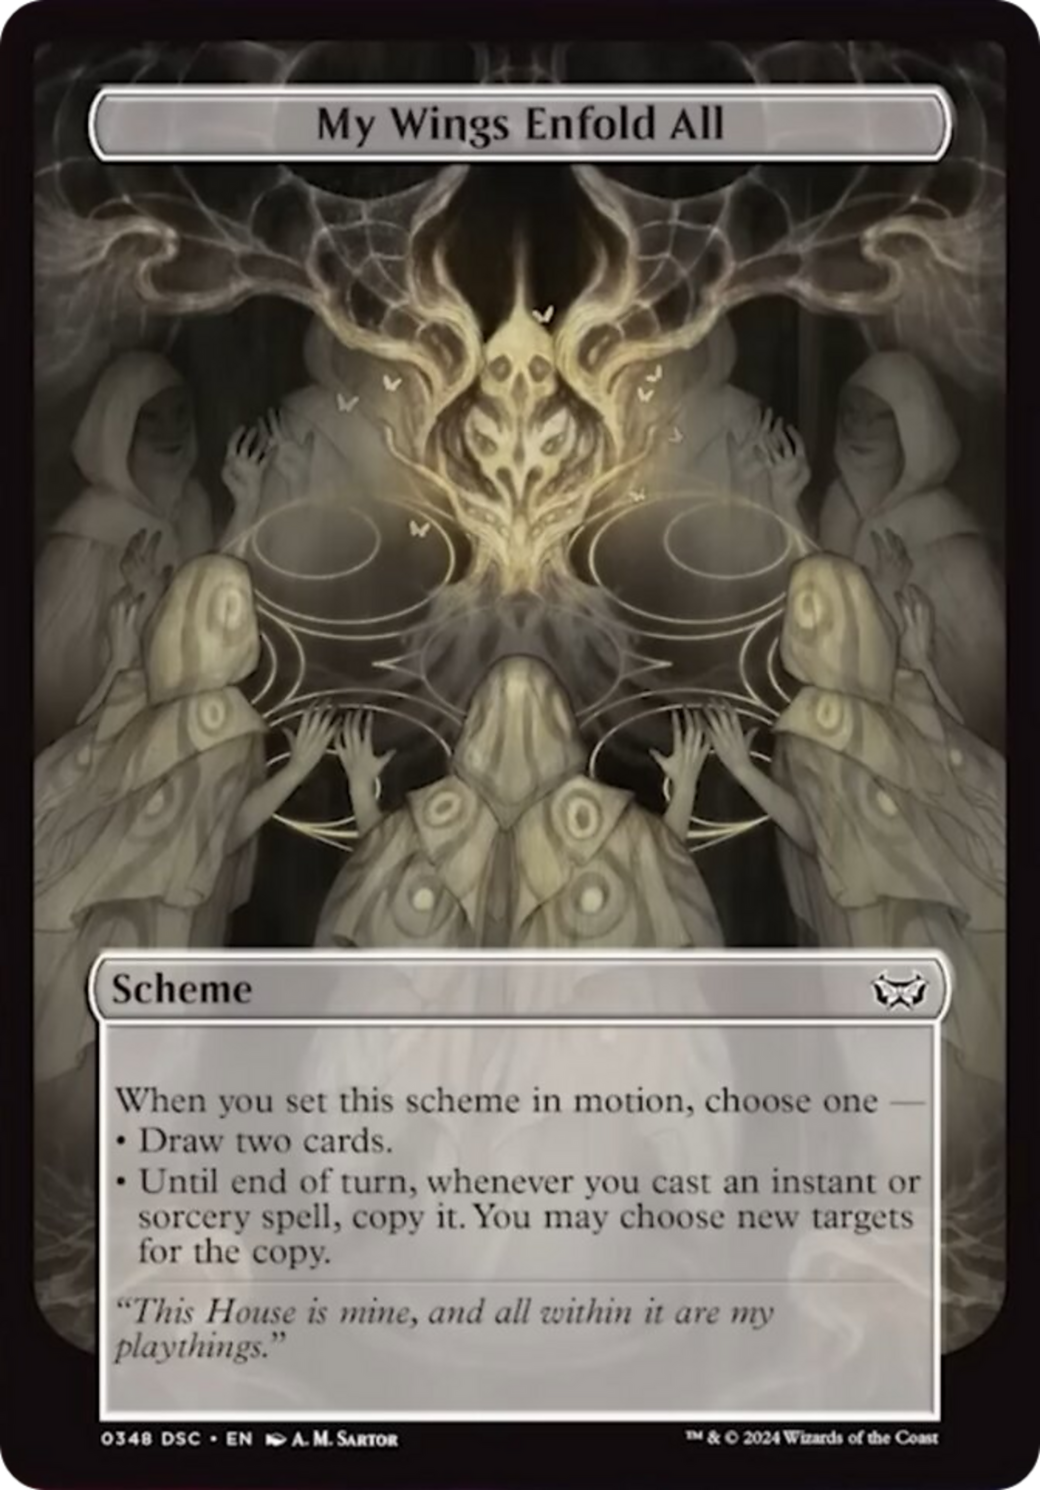 My Wings Enfold All
Scheme
When you set this scheme in motion, choose one —
• Draw two cards.
• Until end of turn, whenever you cast an instant or
sorcery spell, copy it. You may choose new targets
for the copy.
“This House is mine, and all within it are my
playthings.”
0348 DSC • EN A. M. Sartor
™ & © 2024 Wizards of the Coast